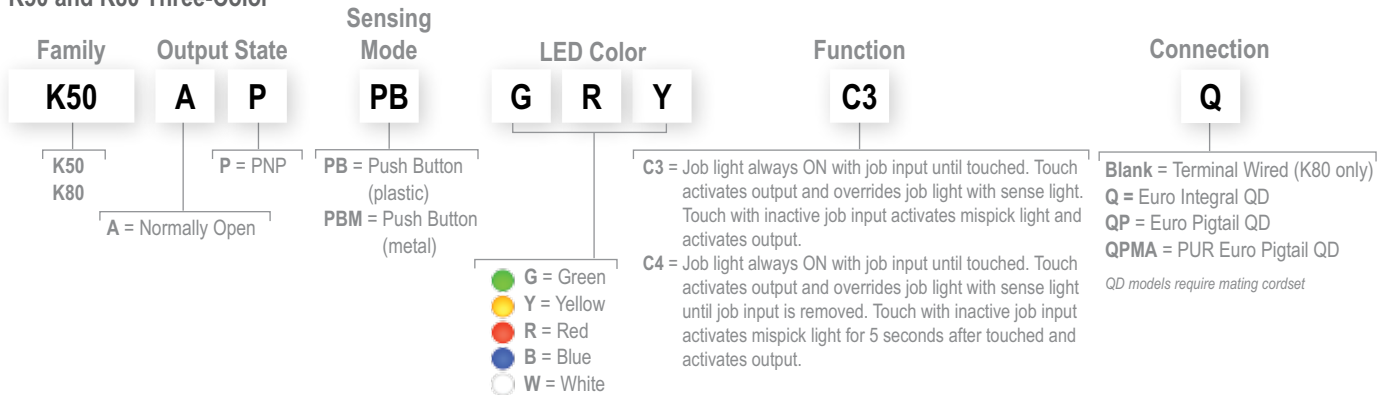 K50 and K80 Three-Color
Family
Output State
Sensing
Mode
LED Color
Function
Connection
K50
A
P
PB
G
R
Y
C3
Q
K50
K80
A = Normally Open
P = PNP
PB = Push Button
(plastic)
PBM = Push Button
(metal)
G = Green
Y = Yellow
R = Red
B = Blue
W = White
C3 = Job light always ON with job input until touched. Touch
activates output and overrides job light with sense light.
Touch with inactive job input activates mispick light and
activates output.
C4 = Job light always ON with job input until touched. Touch
activates output and overrides job light with sense light
until job input is removed. Touch with inactive job input
activates mispick light for 5 seconds after touched and
activates output.
Blank = Terminal Wired (K80 only)
Q = Euro Integral QD
QP = Euro Pigtail QD
QPMA = PUR Euro Pigtail QD
QD models require mating cordset